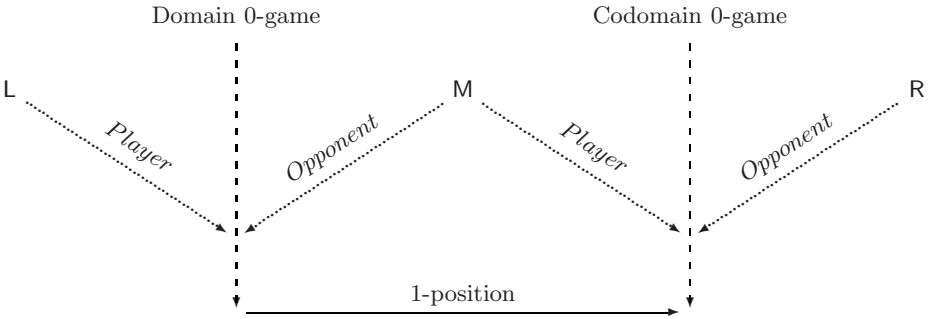 Domain 0-game
Codomain 0-game
L
M
R
Player
Opponent
Player
Opponent
1-position